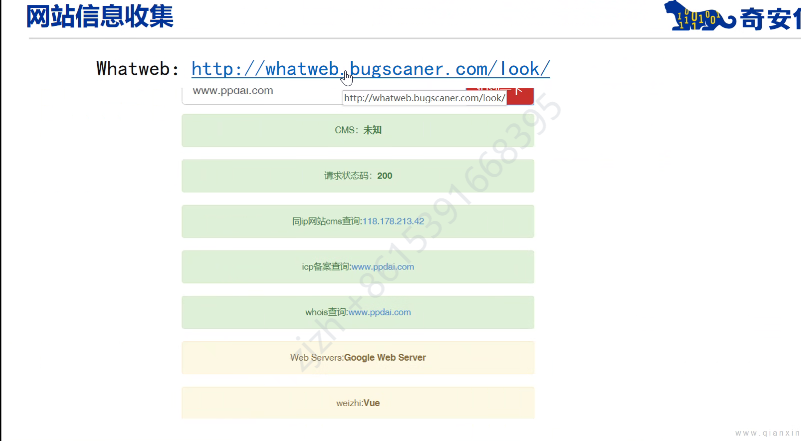 网站信息收集
奇安
Whatweb: http://whatweb.bugscaner.com/look/
www.ppdai.com
http://whatweb.bugscaner.com/look/
CMS: 未知
请求状态码: 200
同ip网站cms查询:118.178.213.42
icp备案查询:www.ppdai.com
whois查询:www.ppdai.com
Web Servers:Google Web Server
weizhi:Vue
zjzh +8615391668395
www.qianxin